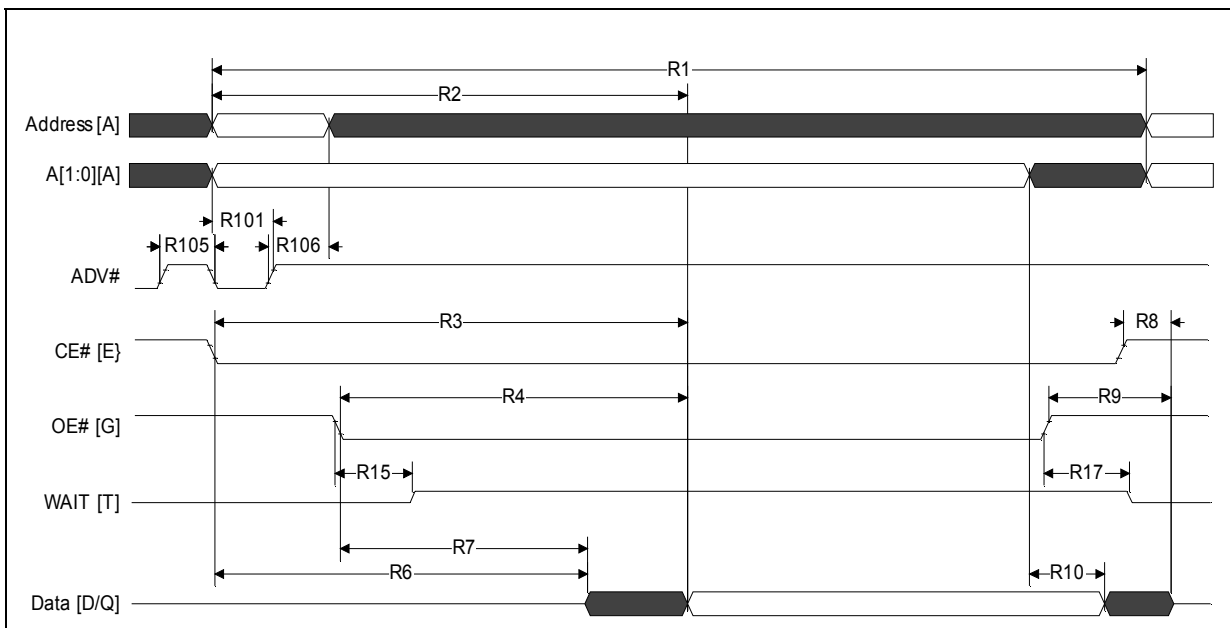 R1
R2
Address [A]
A[1:0][A]
R101
R105
R106
ADV#
R3
R8
CE# [E}
R4
R9
OE# [G]
R15
R17
WAIT [T]
R7
R6
R10
Data [D/Q]